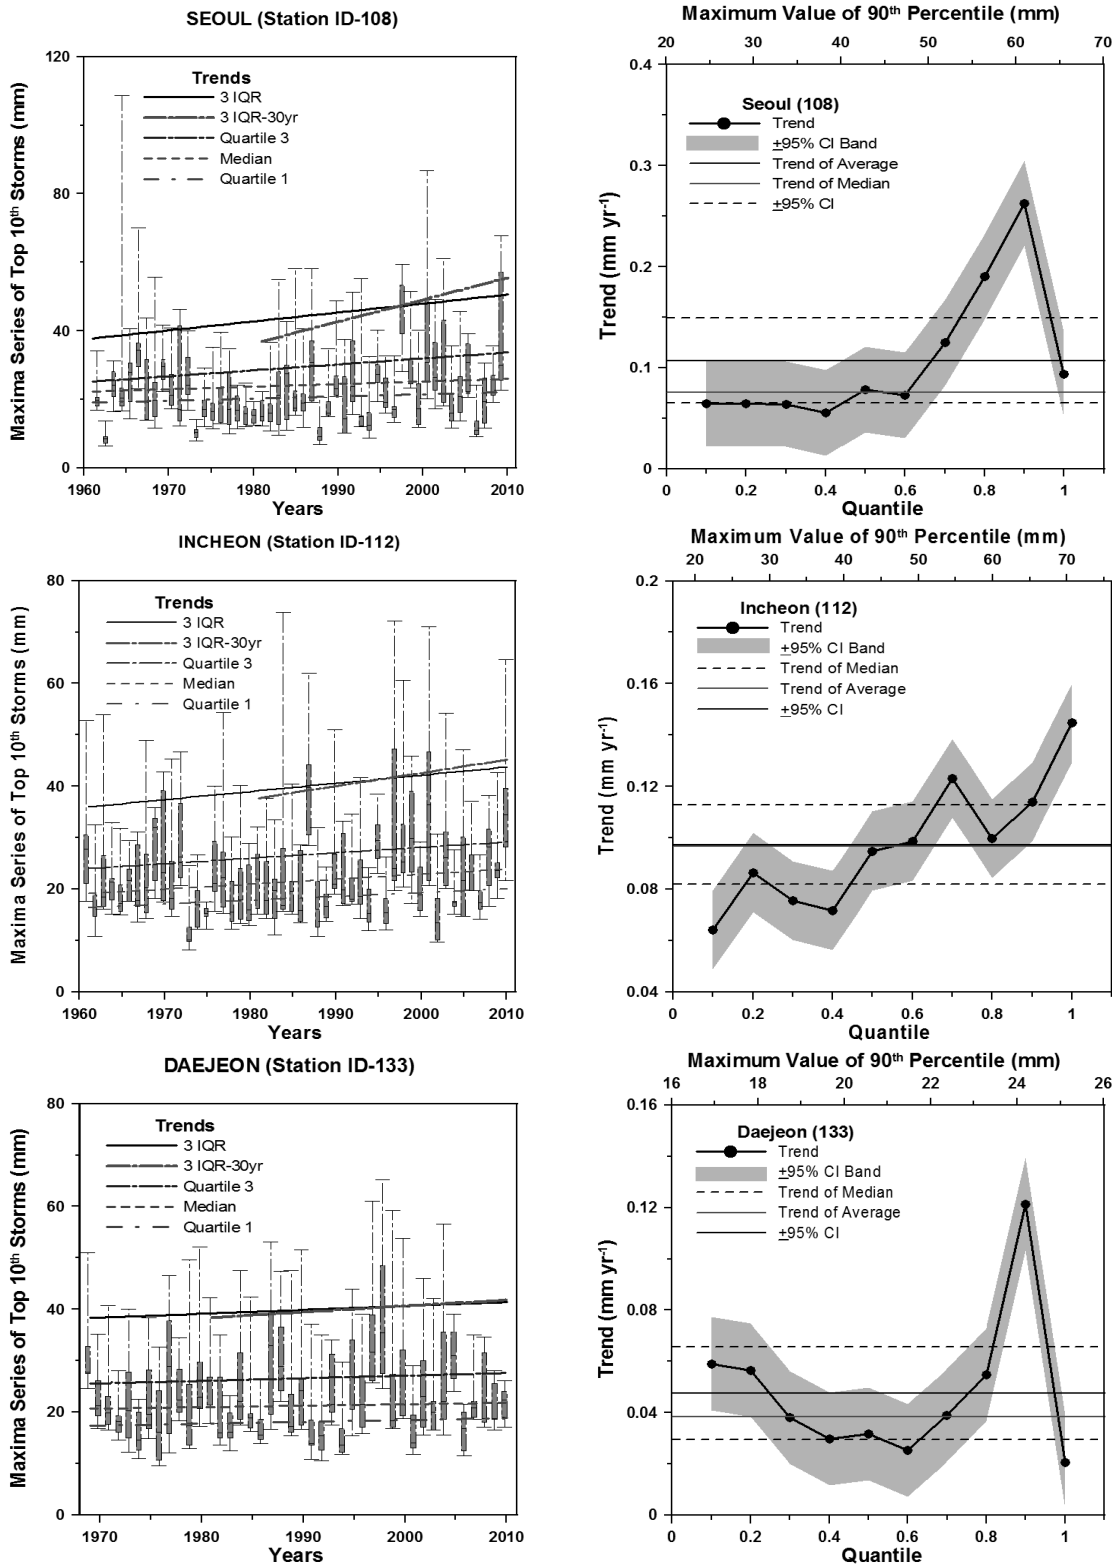 SEOUL (Station ID-108)
Maxima Series of Top 10th Storms (mm)
120
80
40
0
Trends
3 IQR
3 IQR-30yr
Quartile 3
Median
Quartile 1
1960 1970 1980 1990 2000 2010
Years
Maximum Value of 90th Percentile (mm)
20 30 40 50 60 70
Trend (mm yr-1)
0.4
0.3
0.2
0.1
0
Seoul (108)
Trend
±95% CI Band
Trend of Average
Trend of Median
±95% CI
0 0.2 0.4 0.6 0.8 1
Quantile
INCHEON (Station ID-112)
Maxima Series of Top 10th Storms (mm)
80
60
40
20
0
Trends
3 IQR
3 IQR-30yr
Quartile 3
Median
Quartile 1
1960 1970 1980 1990 2000 2010
Years
Maximum Value of 90th Percentile (mm)
20 30 40 50 60 70
Trend (mm yr-1)
0.2
0.16
0.12
0.08
0.04
Incheon (112)
Trend
±95% CI Band
Trend of Median
Trend of Average
±95% CI
0 0.2 0.4 0.6 0.8 1
Quantile
DAEJEON (Station ID-133)
Maxima Series of Top 10th Storms (mm)
80
60
40
20
0
Trends
3 IQR
3 IQR-30yr
Quartile 3
Median
Quartile 1
1970 1980 1990 2000 2010
Years
Maximum Value of 90th Percentile (mm)
16 18 20 22 24 26
Trend (mm yr-1)
0.16
0.12
0.08
0.04
0
Daejeon (133)
Trend
±95% CI Band
Trend of Median
Trend of Average
±95% CI
0 0.2 0.4 0.6 0.8 1
Quantile